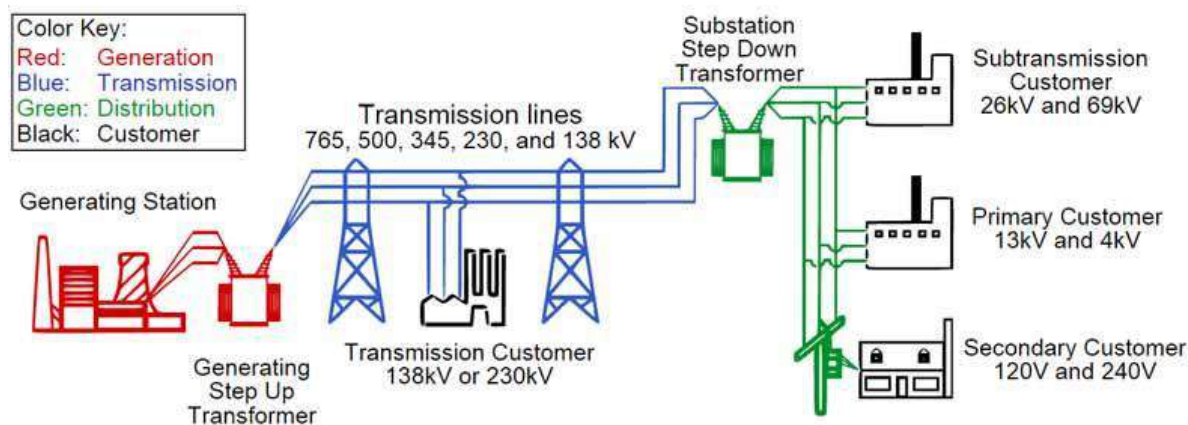 Color Key:
Red: Generation
Blue: Transmission
Green: Distribution
Black: Customer
Substation
Step Down
Transformer
Subtransmission
Customer
26kV and 69kV
Transmission lines
765, 500, 345, 230, and 138 kV
Generating Station
Primary Customer
13kV and 4kV
Generating
Step Up
Transformer
Transmission Customer
138kV or 230kV
Secondary Customer
120V and 240V